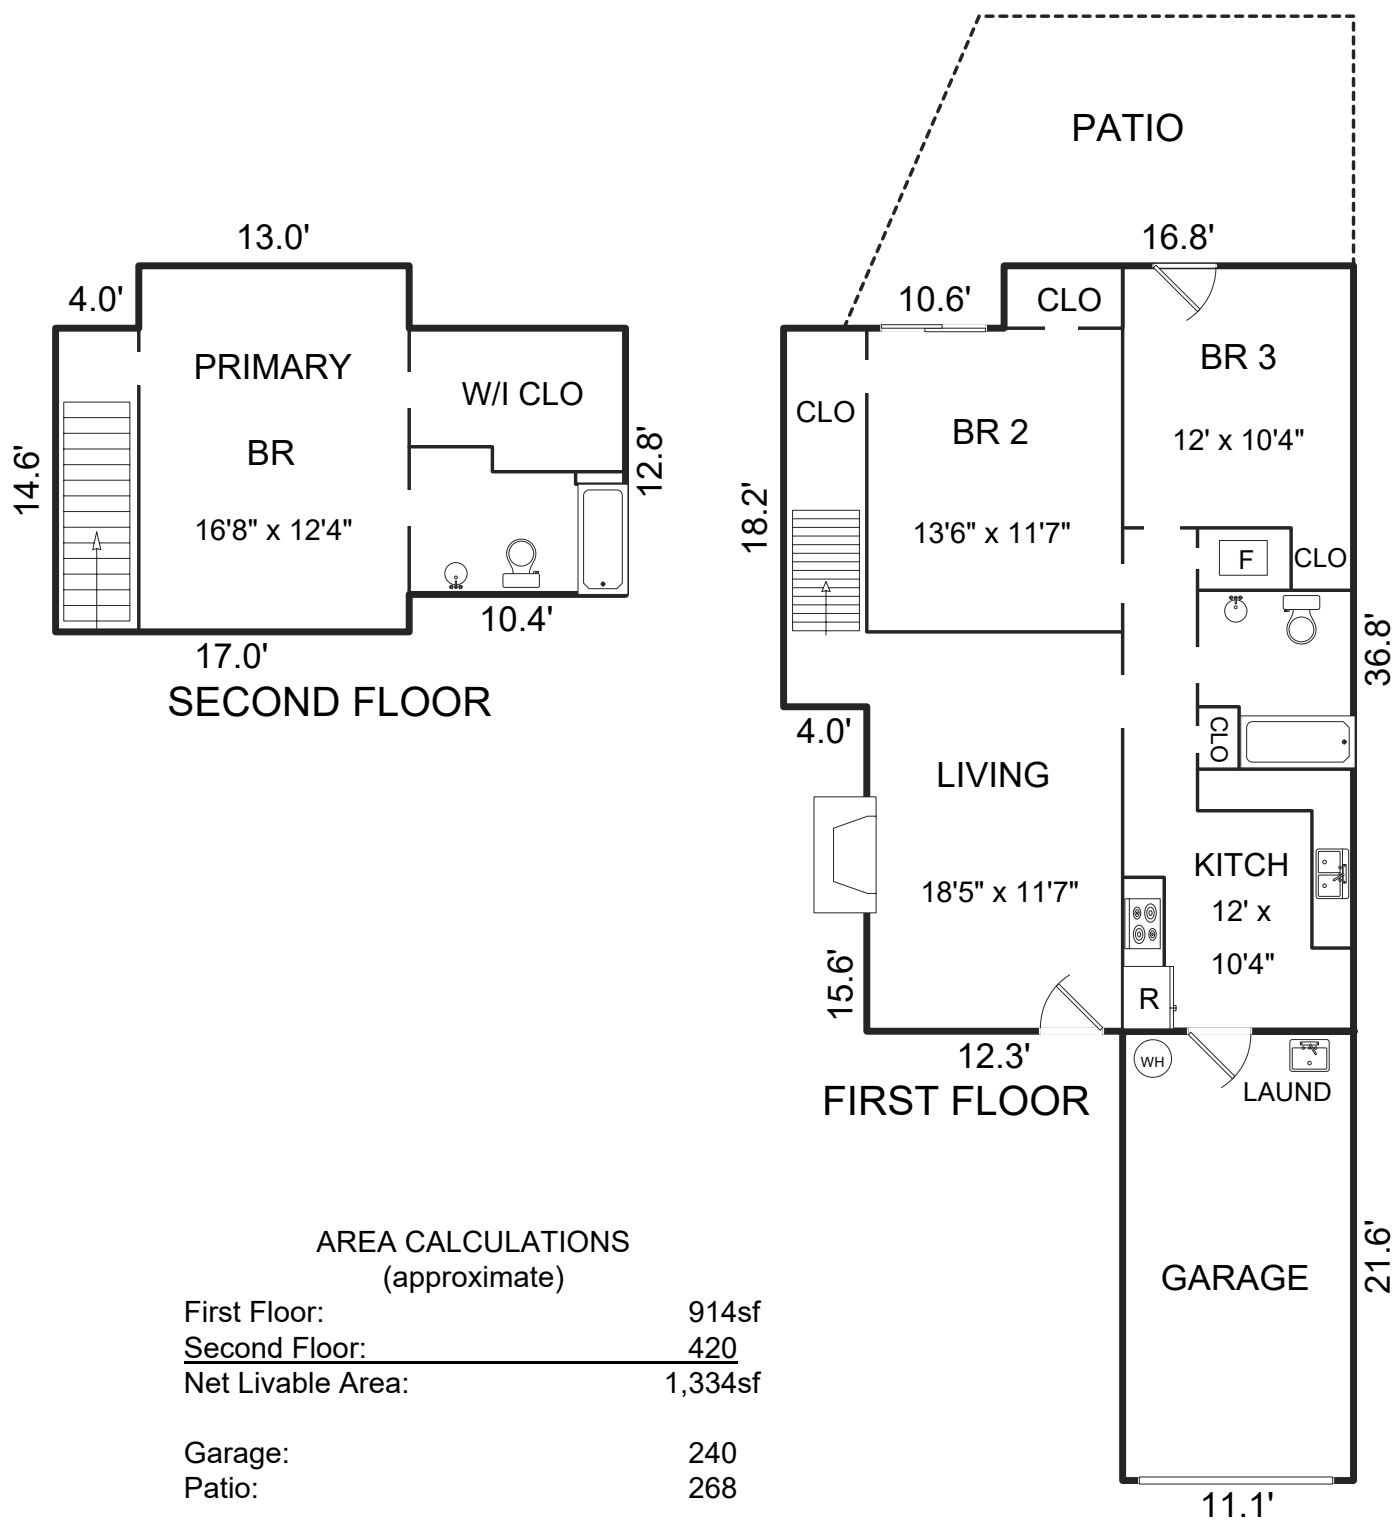 PATIO
13.0'
16.8'
4.0'
10.6'
CLO
PRIMARY
BR 3
W/I CLO
CLO
BR 2
12' x 10'4"
BR
14.6'
12.8'
18.2'
16'8" x 12'4"
13'6" x 11'7"
F
CLO
10.4'
17.0'
36.8'
SECOND FLOOR
4.0'
CLO
LIVING
KITCH
18'5" x 11'7"
12' x
10'4"
15.6'
R
12.3'
WH
FIRST FLOOR
LAUND
AREA CALCULATIONS
(approximate)
21.6'
GARAGE
First Floor: 914sf
Second Floor: 420
Net Livable Area: 1,334sf
Garage: 240
Patio: 268
11.1'